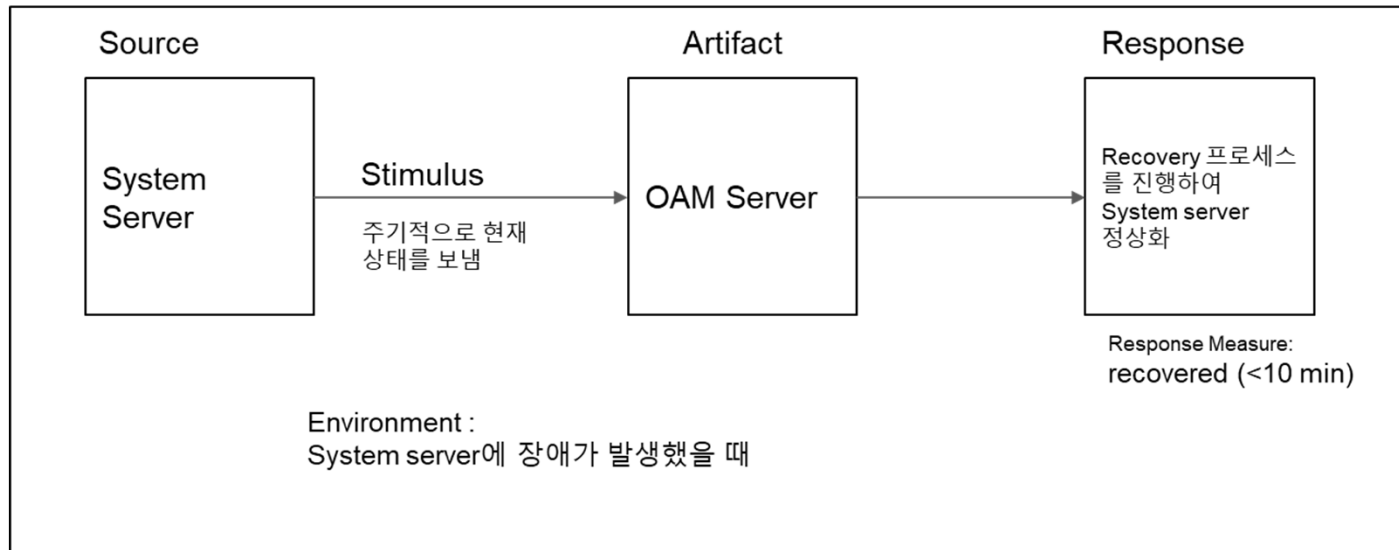 Source
Artifact
Response
System
Server
Stimulus
주기적으로 현재
상태를 보냄
OAM Server
Recovery 프로세스
를 진행하여
System server
정상화
Response Measure:
recovered (<10 min)
Environment :
System server에 장애가 발생했을 때